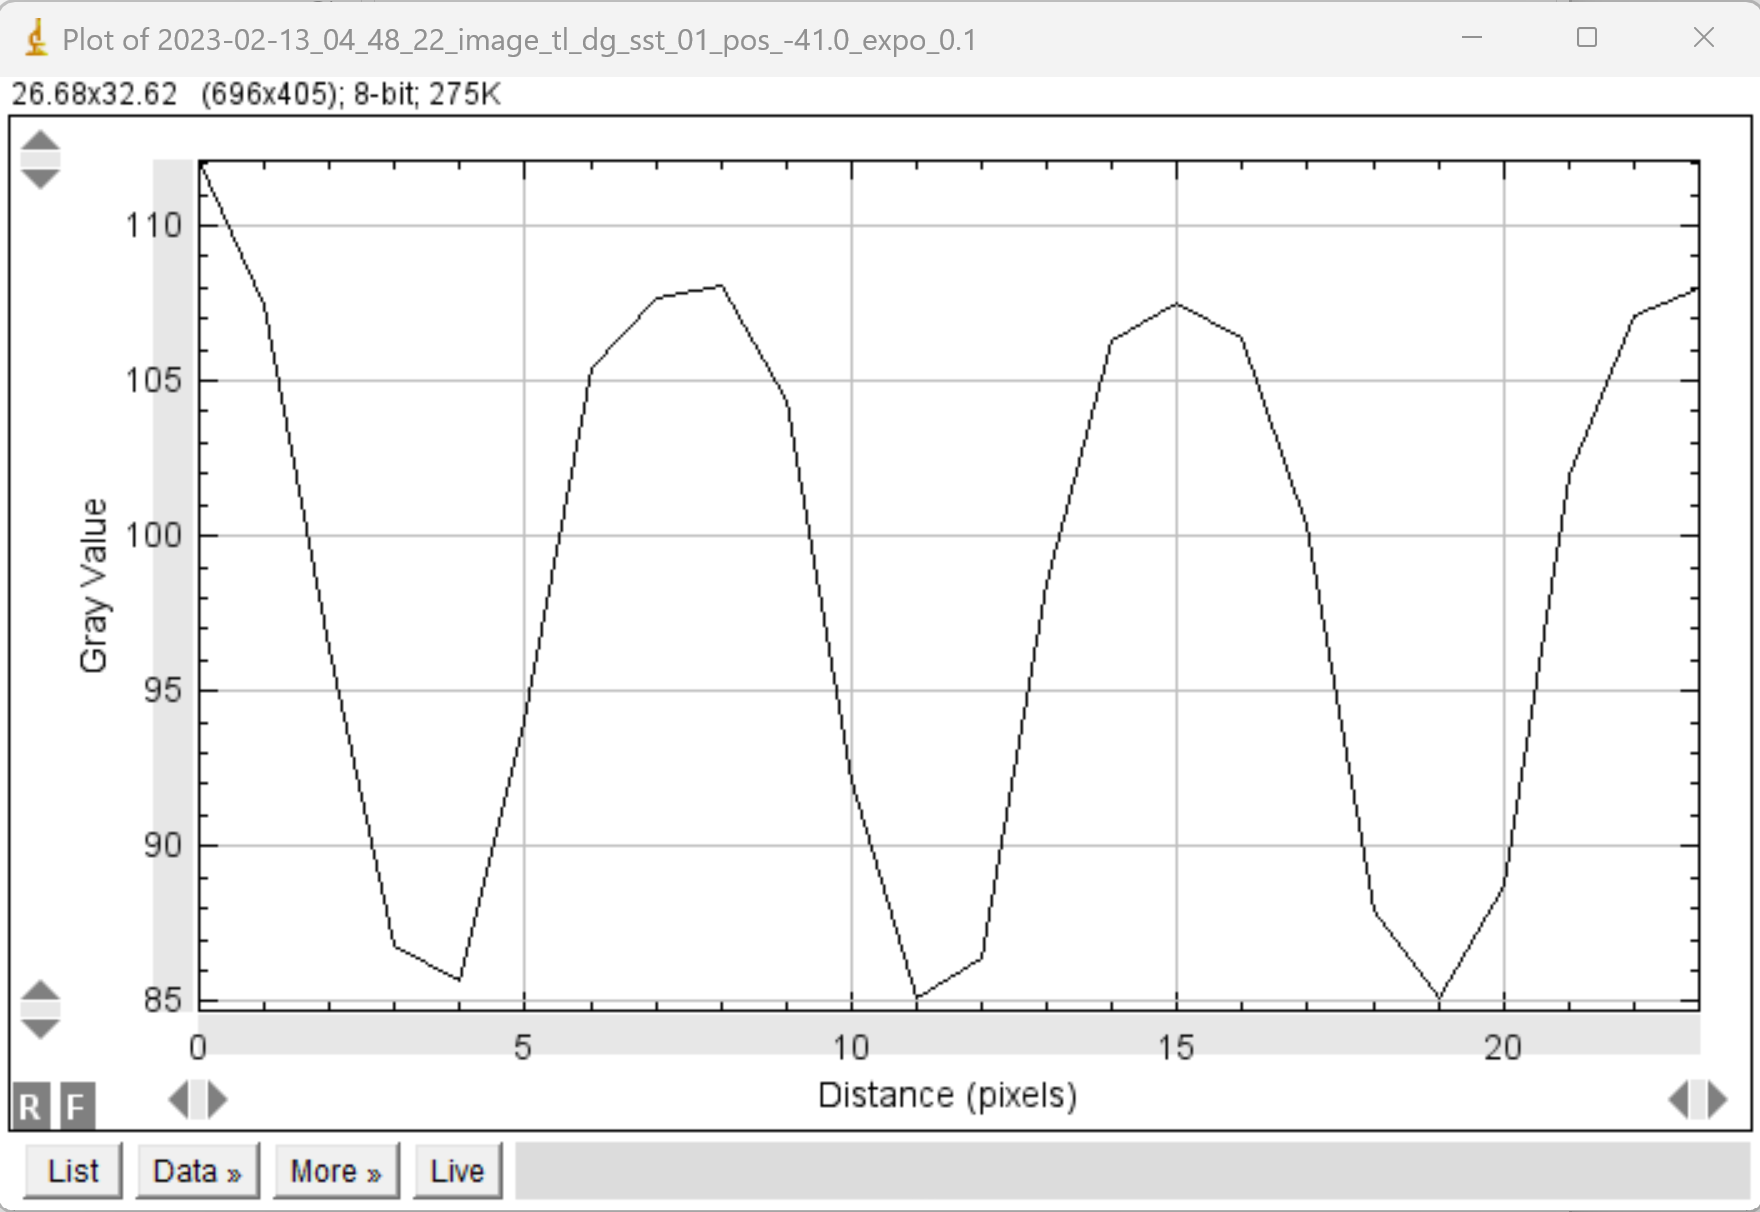 Plot of 2023-02-13_04_48_22_image_tl_dg_sst_01_pos_-41.0_expo_0.1
26.68x32.62 (696x405); 8-bit; 275K
110
105
100
95
90
85
Gray Value
0 5 10 15 20
Distance (pixels)
R F
List Data » More » Live